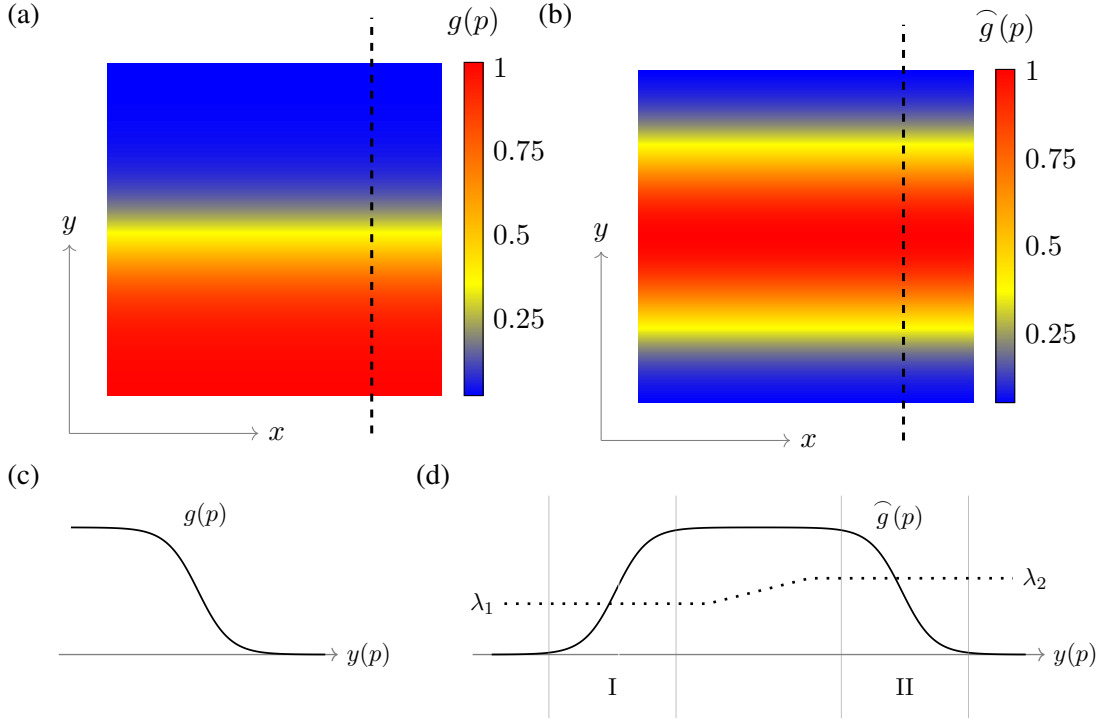 (a)
g(p)
1
0.75
0.5
0.25
y
x
(b)
ĝ(p)
1
0.75
0.5
0.25
y
x
(c)
g(p)
y(p)
(d)
ĝ(p)
λ₁
λ₂
y(p)
I
II